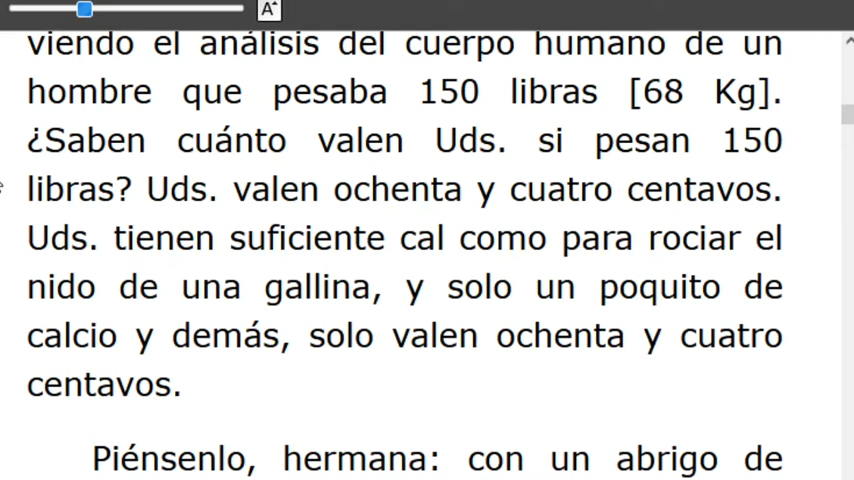 A
viendo el análisis del cuerpo humano de un
hombre que pesaba 150 libras [68 Kg].
¿Saben cuánto valen Uds. si pesan 150
libras? Uds. valen ochenta y cuatro centavos.
Uds. tienen suficiente cal como para rociar el
nido de una gallina, y solo un poquito de
calcio y demás, solo valen ochenta y cuatro
centavos.
Piénsenlo, hermana: con un abrigo de